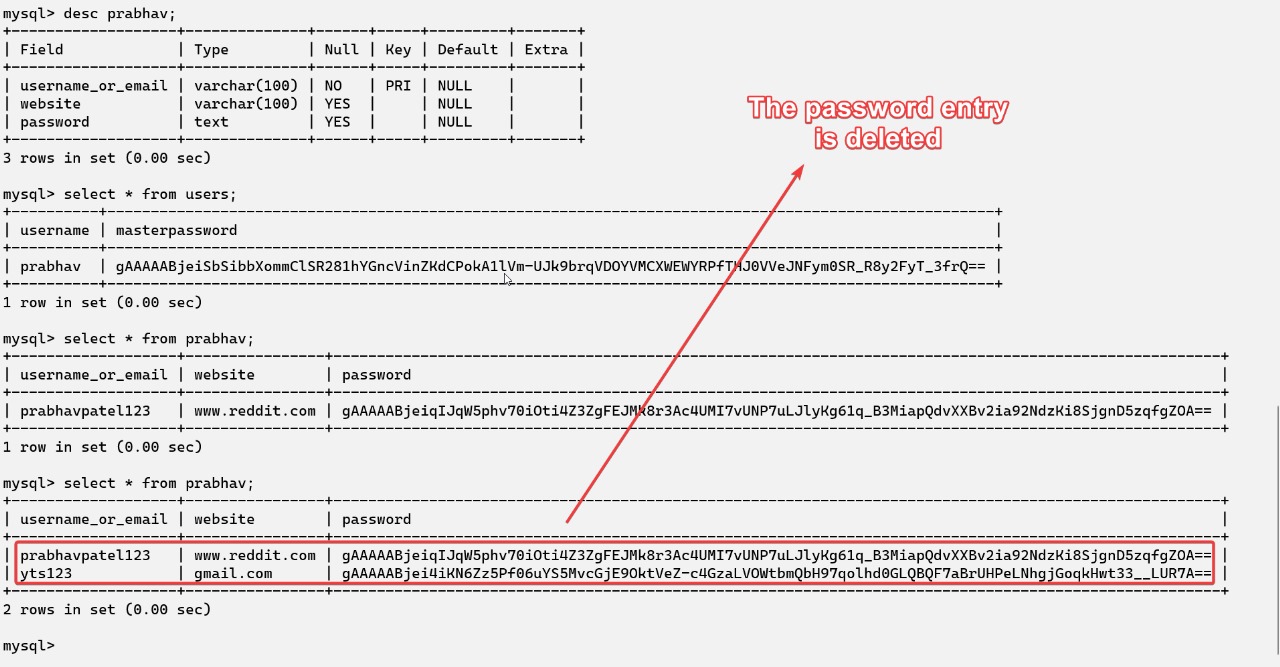 mysql> desc prabhav;
+--------------------+--------------+------+-----+---------+-------+
| Field | Type | Null | Key | Default | Extra |
+--------------------+--------------+------+-----+---------+-------+
| username_or_email | varchar(100) | NO | PRI | NULL | |
| website | varchar(100) | YES | | NULL | |
| password | text | YES | | NULL | |
+--------------------+--------------+------+-----+---------+-------+
3 rows in set (0.00 sec)
The password entry
is deleted
mysql> select * from users;
| username | masterpassword |
| prabhav | gAAAAABjeiSbSibbXommClSR281hYGncVinZKdCPokA1lVm-UJk9brqVDOYVMCXWEWYRPfTHJ0VVeJNFym0SR_R8y2FyT_3frQ== |
1 row in set (0.00 sec)
mysql> select * from prabhav;
| username_or_email | website | password |
| prabhavpatel123 | www.reddit.com | gAAAAABjeiqIJqW5phv70iOti4Z3ZgFEJMk8r3Ac4UMI7vUNP7uLJlyKg61q_B3MiapQdvXXBv2ia92NdzKi8SjgnD5zqfgZOA== |
1 row in set (0.00 sec)
mysql> select * from prabhav;
| username_or_email | website | password |
| prabhavpatel123 | www.reddit.com | gAAAAABjeiqIJqW5phv70iOti4Z3ZgFEJMk8r3Ac4UMI7vUNP7uLJlyKg61q_B3MiapQdvXXBv2ia92NdzKi8SjgnD5zqfgZOA== |
| yts123 | gmail.com | gAAAAABjei4iKN6Zz5Pf06uYS5MvcGjE9OktVeZ-c4GzaLVOWtbmQbH97qolhd0GLQBQF7aBrUHPeLNhgjGoqkHwt33__LUR7A== |
2 rows in set (0.00 sec)
mysql>